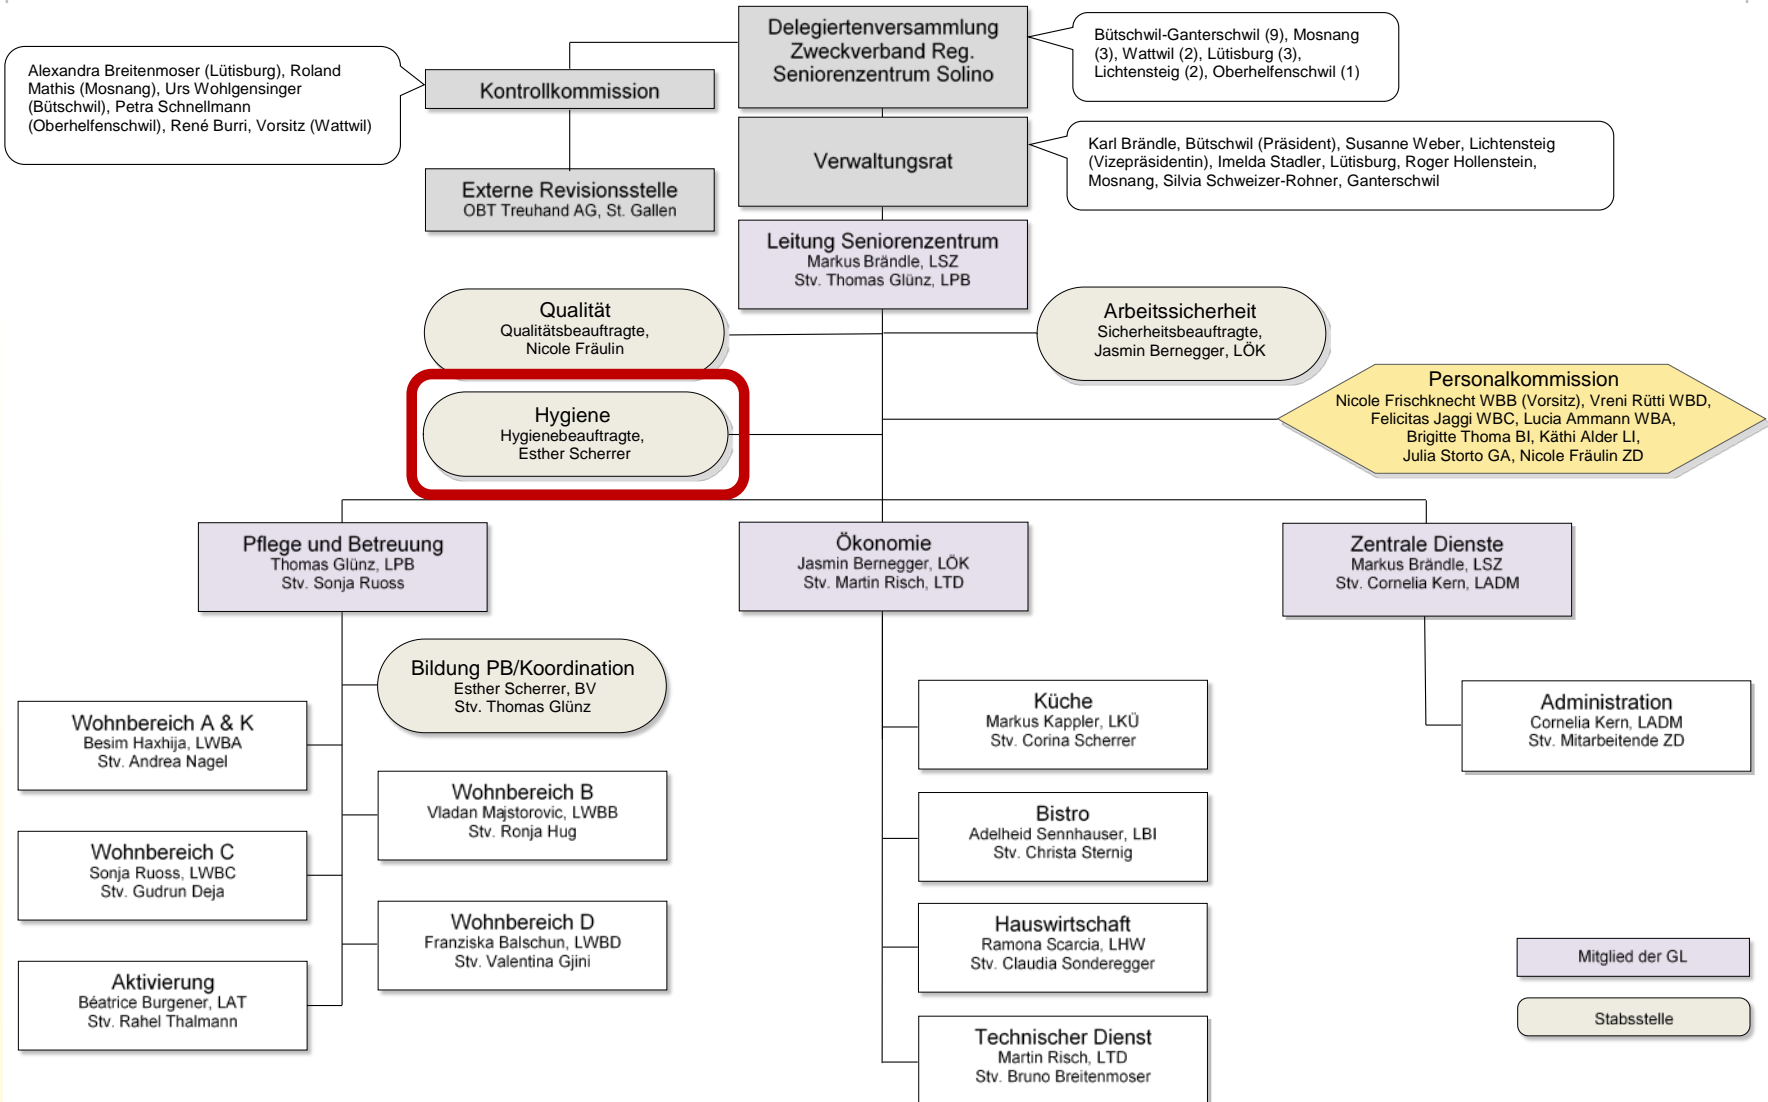 Delegiertenversammlung
Zweckverband Reg.
Seniorenzentrum Solino
Bütschwil-Ganterschwil (9), Mosnang
(3), Wattwil (2), Lütisburg (3),
Lichtensteig (2), Oberhelfenschwil (1)
Alexandra Breitenmoser (Lütisburg), Roland
Mathis (Mosnang), Urs Wohlgensinger
(Bütschwil), Petra Schnellmann
(Oberhelfenschwil), René Burri, Vorsitz (Wattwil)
Kontrollkommission
Verwaltungsrat
Karl Brändle, Bütschwil (Präsident), Susanne Weber, Lichtensteig
(Vizepräsidentin), Imelda Stadler, Lütisburg, Roger Hollenstein,
Mosnang, Silvia Schweizer-Rohner, Ganterschwil
Externe Revisionsstelle
OBT Treuhand AG, St. Gallen
Leitung Seniorenzentrum
Markus Brändle, LSZ
Stv. Thomas Glünz, LPB
Qualität
Qualitätsbeauftragte,
Nicole Fräulin
Arbeitssicherheit
Sicherheitsbeauftragte,
Jasmin Bernegger, LÖK
Hygiene
Hygienebeauftragte,
Esther Scherrer
Personalkommission
Nicole Frischknecht WBB (Vorsitz), Vreni Rütti WBD,
Felicitas Jaggi WBC, Lucia Ammann WBA,
Brigitte Thoma BI, Käthi Alder LI,
Julia Storto GA, Nicole Fräulin ZD
Pflege und Betreuung
Thomas Glünz, LPB
Stv. Sonja Ruoss
Ökonomie
Jasmin Bernegger, LÖK
Stv. Martin Risch, LTD
Zentrale Dienste
Markus Brändle, LSZ
Stv. Cornelia Kern, LADM
Bildung PB/Koordination
Esther Scherrer, BV
Stv. Thomas Glünz
Wohnbereich A & K
Besim Haxhija, LWBA
Stv. Andrea Nagel
Wohnbereich B
Vladan Majstorovic, LWBB
Stv. Ronja Hug
Wohnbereich C
Sonja Ruoss, LWBC
Stv. Gudrun Deja
Wohnbereich D
Franziska Balschun, LWBD
Stv. Valentina Gjini
Aktivierung
Béatrice Burgener, LAT
Stv. Rahel Thalmann
Küche
Markus Kappler, LKÜ
Stv. Corina Scherrer
Bistro
Adelheid Sennhauser, LBI
Stv. Christa Sternig
Hauswirtschaft
Ramona Scarcia, LHW
Stv. Claudia Sonderegger
Technischer Dienst
Martin Risch, LTD
Stv. Bruno Breitenmoser
Administration
Cornelia Kern, LADM
Stv. Mitarbeitende ZD
Mitglied der GL
Stabsstelle